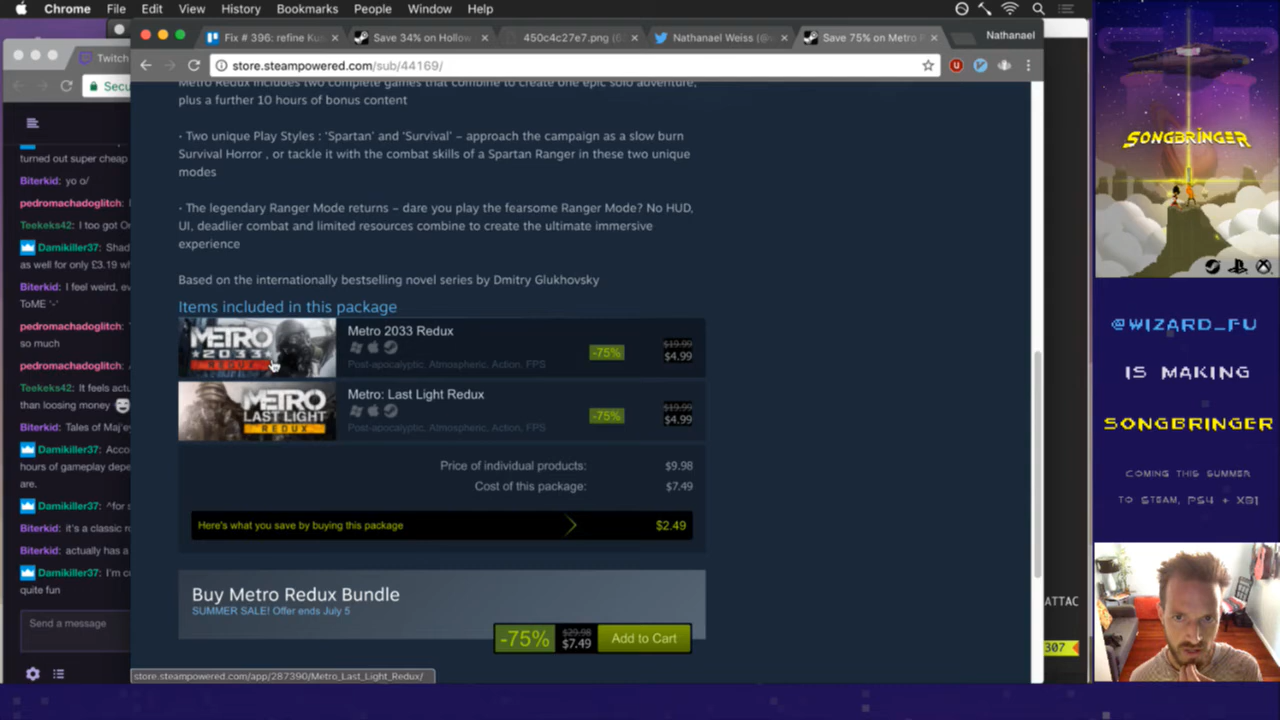 Chrome File Edit View History Bookmarks People Window Help
Fix # 396: refine Ku
Save 34% on Hollow
450c4c27e7.png (6
Nathanael Weiss (@
Save 75% on Metro
Nathanael
Twitch
store.steampowered.com/sub/44169/
Secu
Metro Redux includes two complete games that combine to create one epic solo adventure,
plus a further 10 hours of bonus content
• Two unique Play Styles : 'Spartan' and 'Survival' – approach the campaign as a slow burn
Survival Horror , or tackle it with the combat skills of a Spartan Ranger in these two unique
modes
• The legendary Ranger Mode returns – dare you play the fearsome Ranger Mode? No HUD,
UI, deadlier combat and limited resources combine to create the ultimate immersive
experience
Based on the internationally bestselling novel series by Dmitry Glukhovsky
Items included in this package
METRO
2033
REDUX
Metro 2033 Redux
Post-apocalyptic, Atmospheric, Action, FPS
-75%
$19.99
$4.99
METRO
LAST LIGHT
REDUX
Metro: Last Light Redux
Post-apocalyptic, Atmospheric, Action, FPS
-75%
$19.99
$4.99
Price of individual products: $9.98
Cost of this package: $7.49
Here's what you save by buying this package $2.49
Buy Metro Redux Bundle
SUMMER SALE! Offer ends July 5
-75%
$29.98
$7.49
Add to Cart
store.steampowered.com/app/287390/Metro_Last_Light_Redux/
turned out super cheap
Biterkid: yo o/
pedromachadoglitch:
Teekeks42: I too got
Damikiller37: Shad
as well for only £3.19
Biterkid: I feel weird,
ToME '-'
pedromachadoglitch:
so much
pedromachadoglitch:
Teekeks42: It feels
than loosing money
Biterkid: Tales of
Damikiller37:
hours of gameplay
are.
Damikiller37: ^for
Biterkid: it's a classic
Biterkid: actually has a
Damikiller37: I'm
quite fun
Send a message
SONGBRINGER
@WIZARD_FU
IS MAKING
SONGBRINGER
COMING THIS SUMMER
TO STEAM, PS4 + XB1
ATTAC
307